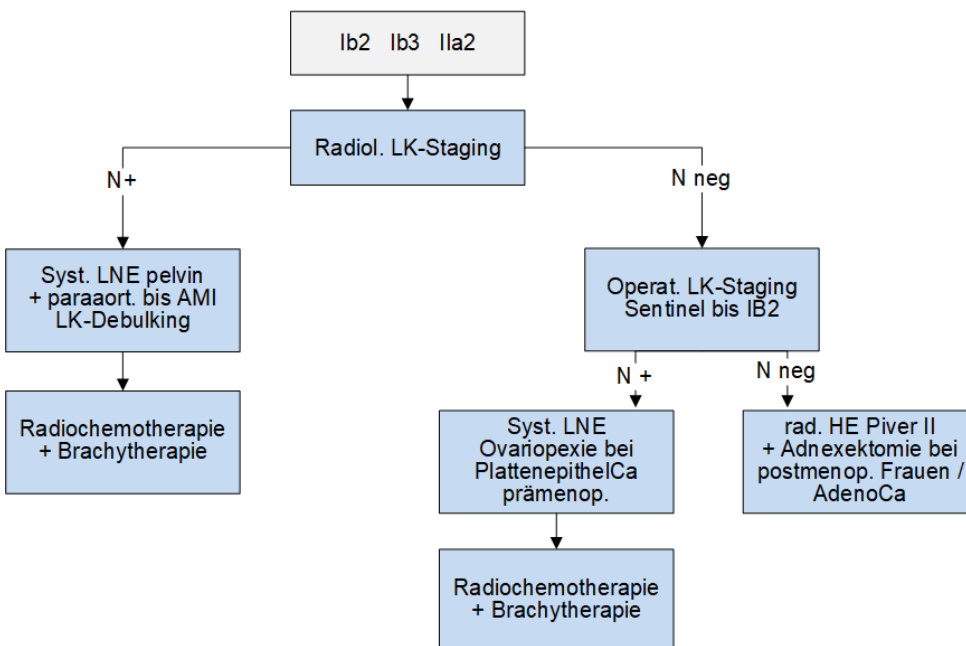 Ib2 Ib3 IIa2
Radiol. LK-Staging
N+
N neg
Syst. LNE pelvin
+ paraaort. bis AMI
LK-Debulking
Operat. LK-Staging
Sentinel bis IB2
N +
N neg
Radiochemotherapie
+ Brachytherapie
Syst. LNE
Ovariopexie bei
PlattenepithelCa
prämenop.
rad. HE Piver II
+ Adnexektomie bei
postmenop. Frauen /
AdenoCa
Radiochemotherapie
+ Brachytherapie